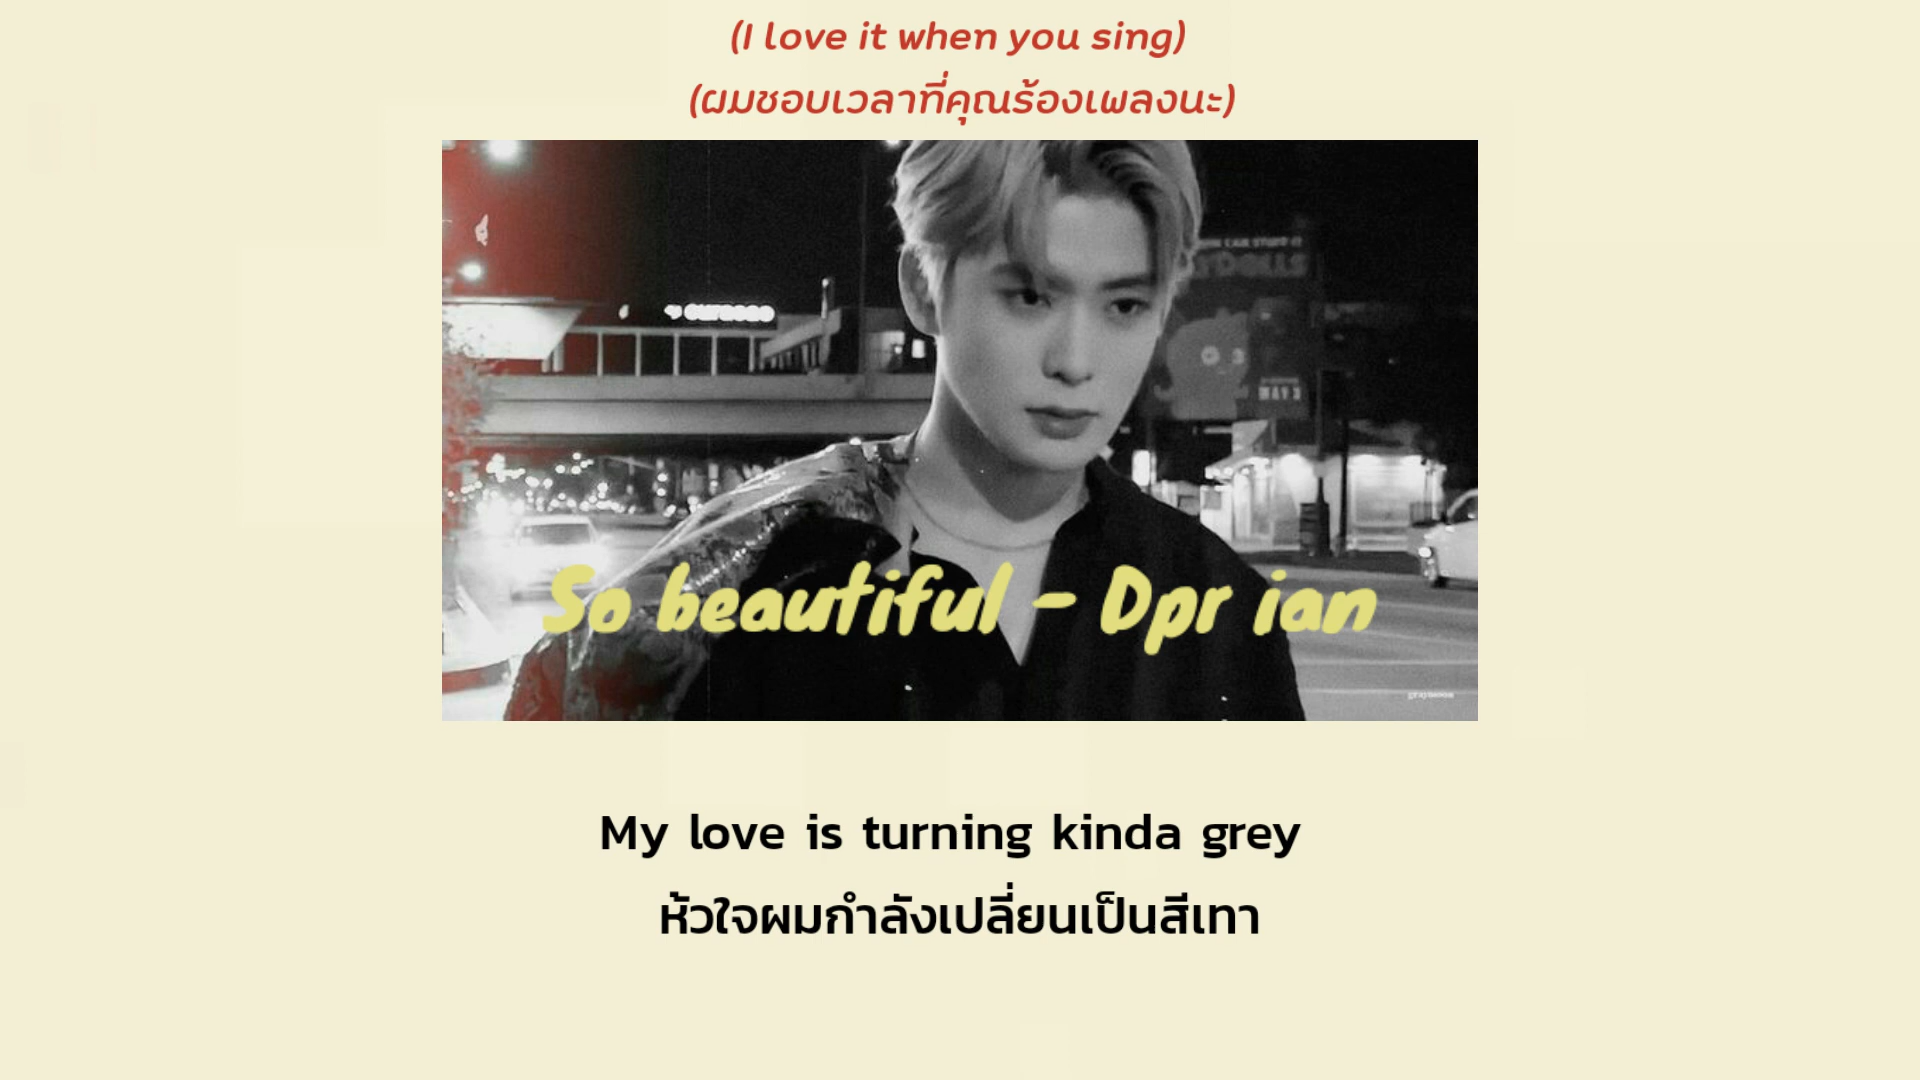 (I love it when you sing)
(ผมชอบเวลาที่คุณร้องเพลงนะ)
MAY 3
So beautiful - Dpr ian
My love is turning kinda grey
หัวใจผมกำลังเปลี่ยนเป็นสีเทา